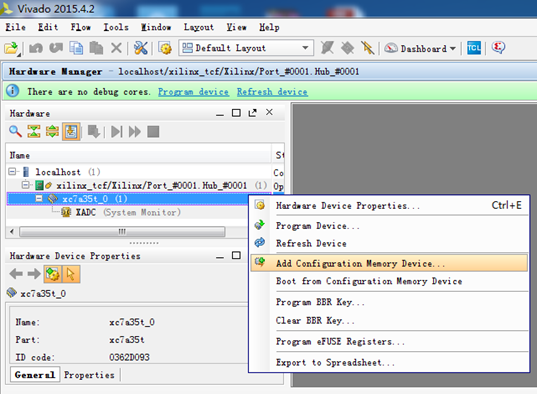 Vivado 2015.4.2
File Edit Flow Tools Window Layout View Help
Default Layout Dashboard TCL
Hardware Manager - localhost/xilinx_tcf/Xilinx/Port_#0001.Hub_#0001
There are no debug cores. Program device Refresh device
Hardware
Name St
localhost (1) Co
xilinx_tcf/Xilinx/Port_#0001.Hub_#0001 (1) Op
xc7a35t_0 (1)
XADC (System Monitor)
Hardware Device Properties
xc7a35t_0
Name: xc7a35t_0
Part: xc7a35t
ID code: 0362D093
General Properties
Hardware Device Properties... Ctrl+E
Program Device...
Refresh Device
Add Configuration Memory Device...
Boot from Configuration Memory Device
Program BBR Key...
Clear BBR Key...
Program eFUSE Registers...
Export to Spreadsheet...